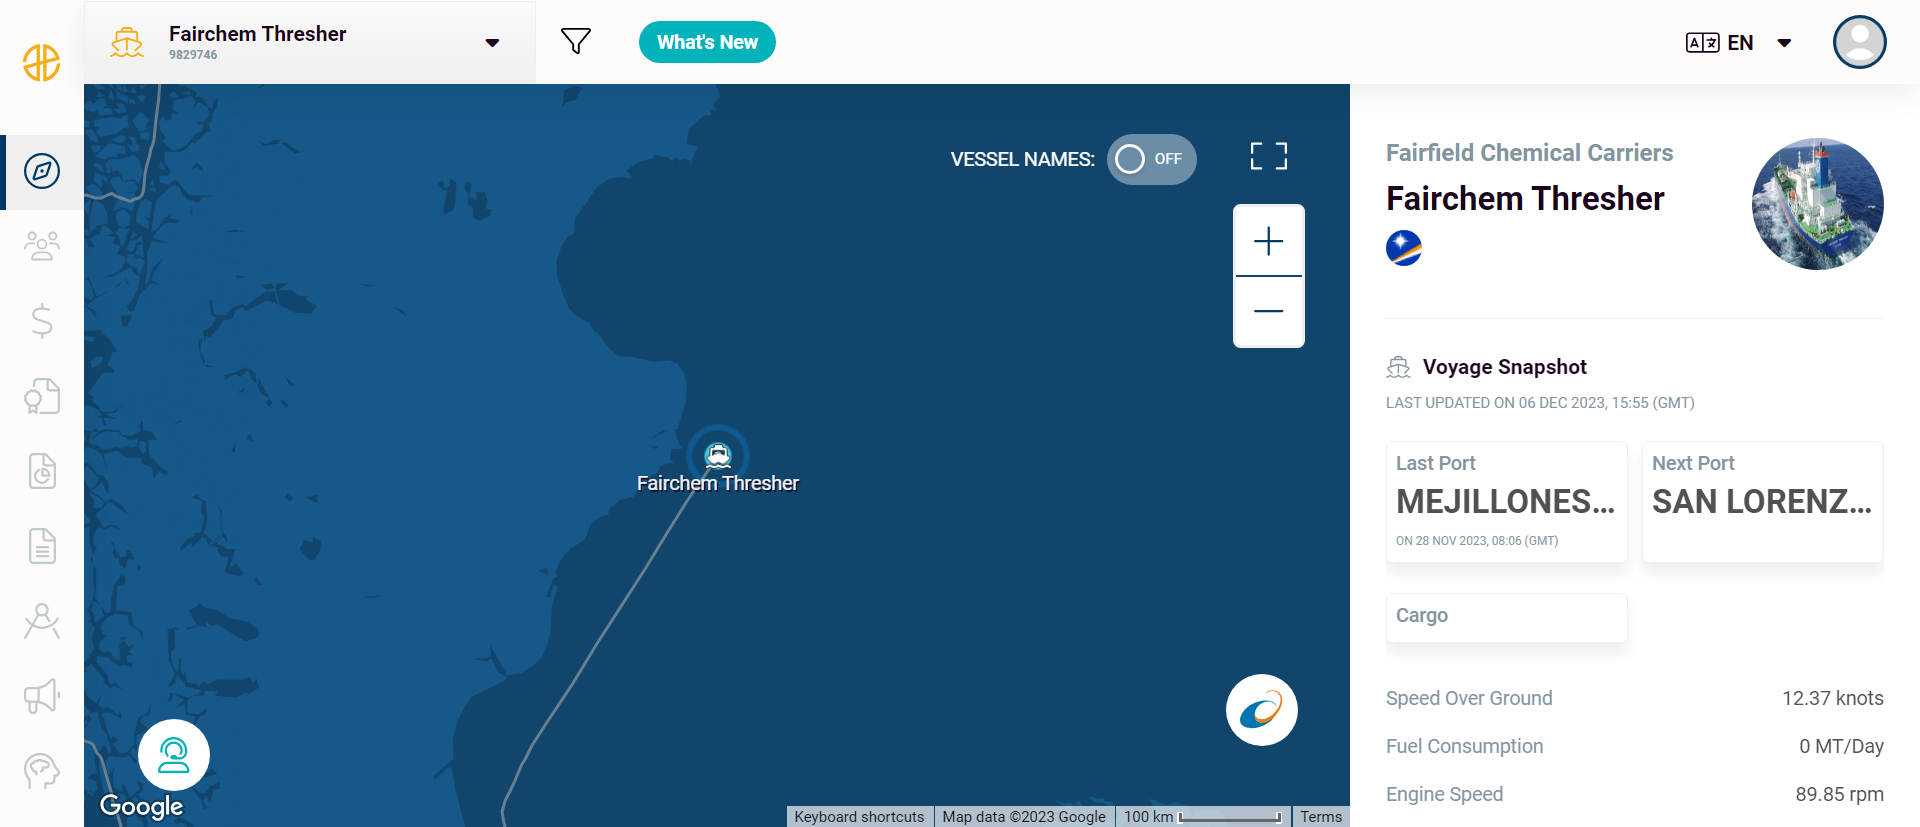 Fairchem Thresher
9829746
What's New
EN
VESSEL NAMES:
OFF
Fairchem Thresher
Google
Keyboard shortcuts
Map data ©2023 Google
100 km
Terms
Fairfield Chemical Carriers
Fairchem Thresher
Voyage Snapshot
LAST UPDATED ON 06 DEC 2023, 15:55 (GMT)
Last Port
MEJILLONES...
ON 28 NOV 2023, 08:06 (GMT)
Next Port
SAN LORENZ...
Cargo
Speed Over Ground
12.37 knots
Fuel Consumption
0 MT/Day
Engine Speed
89.85 rpm